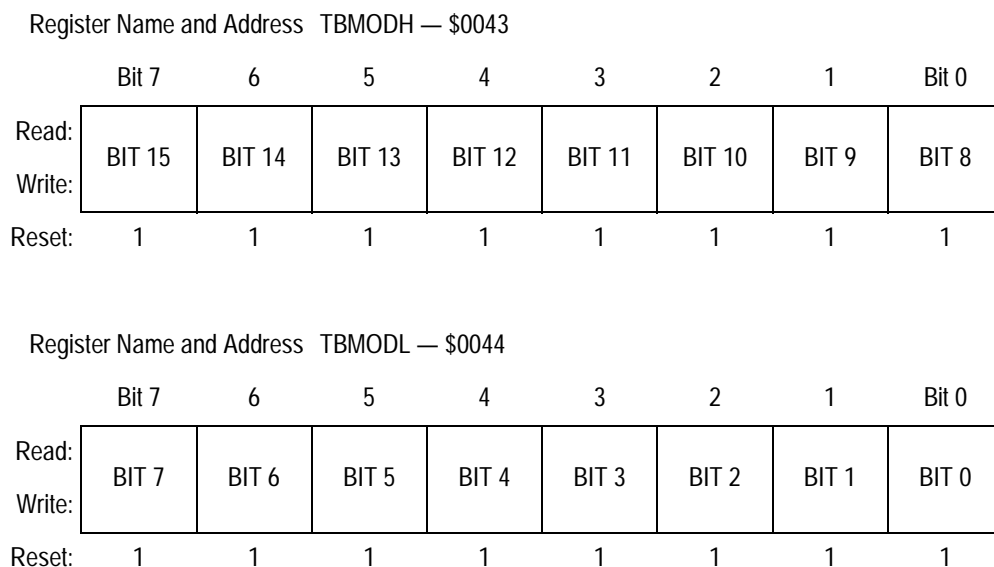 Register Name and Address TBMODH — $0043
Bit 7 6 5 4 3 2 1 Bit 0
Read:
BIT 15 BIT 14 BIT 13 BIT 12 BIT 11 BIT 10 BIT 9 BIT 8
Write:
Reset: 1 1 1 1 1 1 1 1
Register Name and Address TBMODL — $0044
Bit 7 6 5 4 3 2 1 Bit 0
Read:
BIT 7 BIT 6 BIT 5 BIT 4 BIT 3 BIT 2 BIT 1 BIT 0
Write:
Reset: 1 1 1 1 1 1 1 1